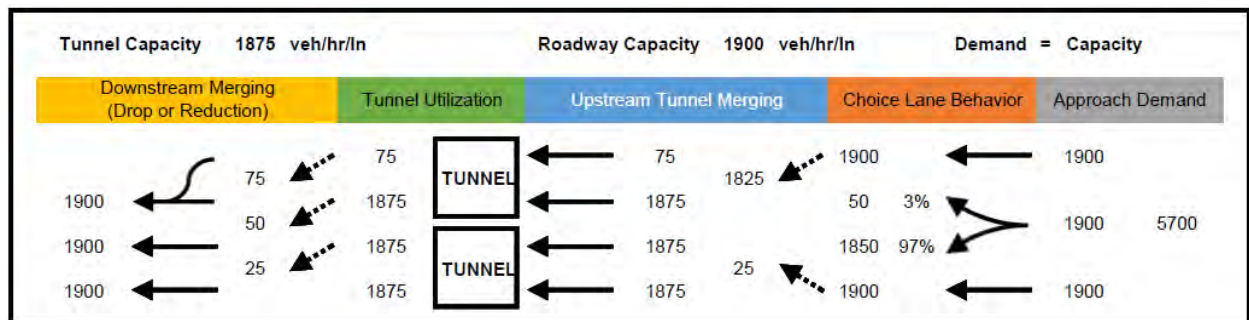 Tunnel Capacity 1875 veh/hr/ln Roadway Capacity 1900 veh/hr/ln Demand = Capacity
Downstream Merging (Drop or Reduction) Tunnel Utilization Upstream Tunnel Merging Choice Lane Behavior Approach Demand
75 TUNNEL 75 1900 1900
75 1825
1900 1875 1875 50 3%
50 1900 5700
1900 1875 TUNNEL 1875 1850 97%
25 25
1900 1875 1875 1900 1900